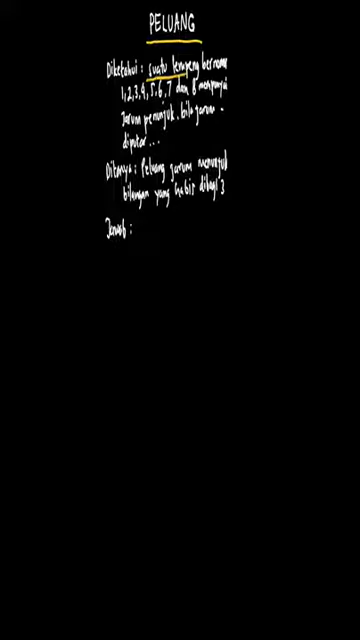 PELUANG
Diketahui : suatu lempeng bernomor
1,2,3,4,5,6,7 dan 8 mempunyai
Jarum penunjuk, bila jarum
diputar ...
Ditanya : Peluang jarum menunjuk
bilangan yang habis dibagi 3
Jawab :